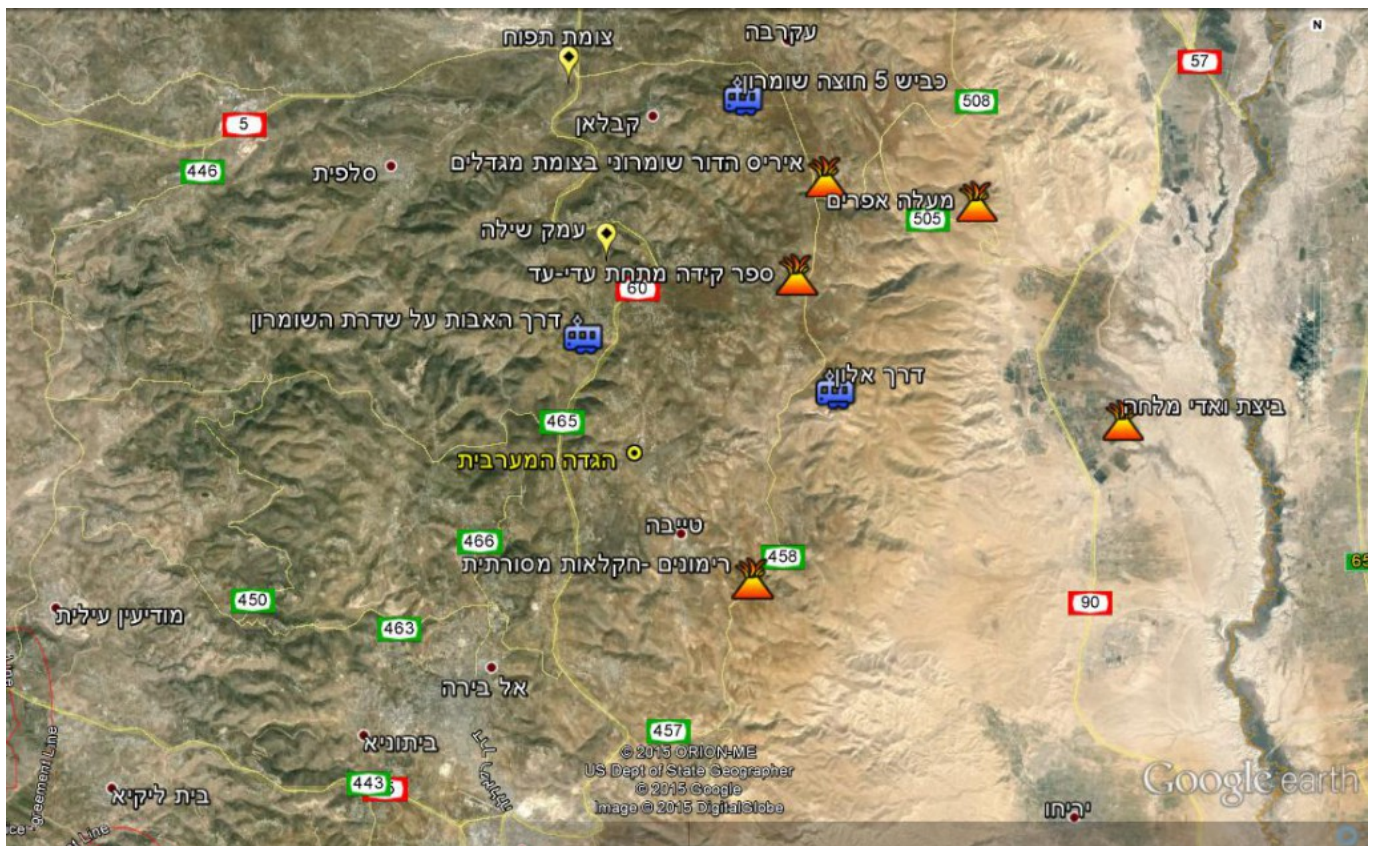 N
צומת תפוח
עקרבה
57
כביש 5 חוצה שומרון
508
5
קבלאן
446
סלפית
איריס הדור שומרוני בצומת מגדלים
מעלה אפרים
505
עמק שילה
ספר קידה מתחת עדי-עד
60
דרך האבות על שדרת השומרון
דרך אלון
ביצת ואדי מלחה
465
הגדה המערבית
466
טייבה
458
רימונים -חקלאות מסורתית
65
450
מודיעין עילית
463
90
אל בירה
457
ביתוניא
443
בית ליקיא
greement Line
Line
© 2015 ORION-ME
US Dept of State Geographer
© 2015 Google
Image © 2015 DigitalGlobe
Google earth
יריחו